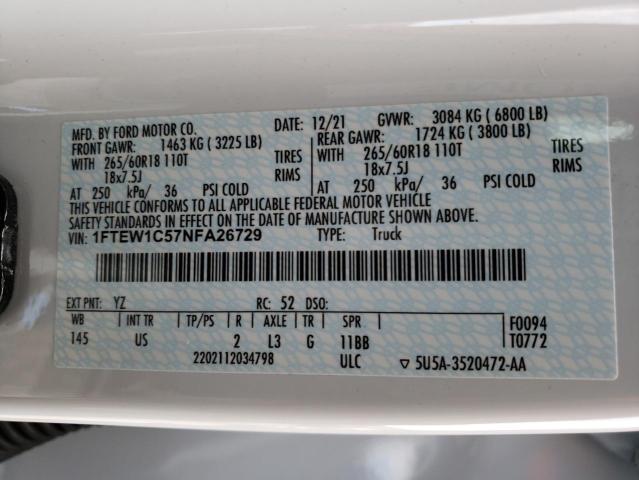 MFD. BY FORD MOTOR CO.
DATE: 12/21 GVWR: 3084 KG ( 6800 LB)
FRONT GAWR: 1463 KG ( 3225 LB)
REAR GAWR: 1724 KG ( 3800 LB)
WITH 265/60R18 110T TIRES
WITH 265/60R18 110T TIRES
18x7.5J RIMS
18x7.5J RIMS
AT 250 kPa/ 36 PSI COLD
AT 250 kPa/ 36 PSI COLD
THIS VEHICLE CONFORMS TO ALL APPLICABLE FEDERAL MOTOR VEHICLE
SAFETY STANDARDS IN EFFECT ON THE DATE OF MANUFACTURE SHOWN ABOVE.
VIN: 1FTEW1C57NFA26729 TYPE: Truck
EXT PNT: YZ RC: 52 DSO:
WB INT TR TP/PS R AXLE TR SPR F0094
145 US 2 L3 G 11BB T0772
2202112034798 ULC ▽ 5U5A-3520472-AA